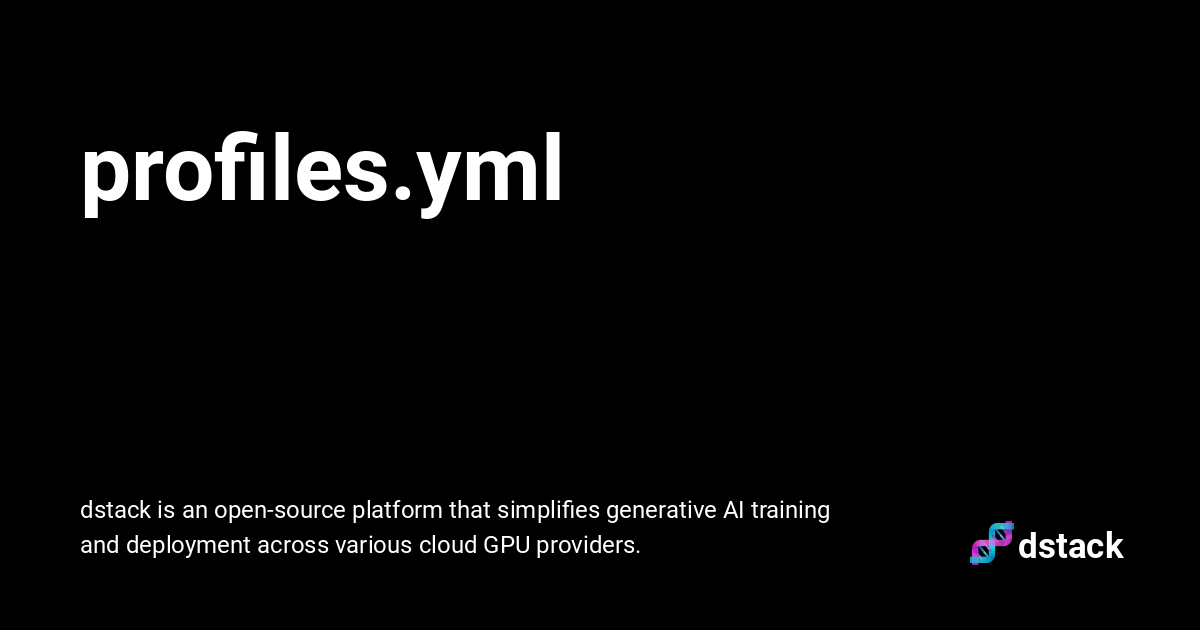 profiles.yml
dstack is an open-source platform that simplifies generative AI training
and deployment across various cloud GPU providers.
dstack